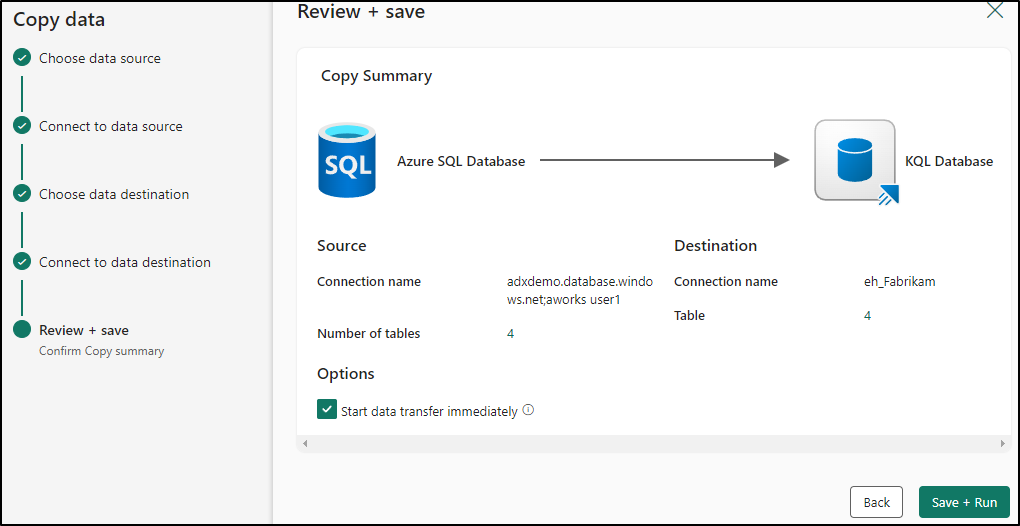 Copy data
Choose data source
Connect to data source
Choose data destination
Connect to data destination
Review + save
Confirm Copy summary
Review + save
Copy Summary
SQL
Azure SQL Database
KQL Database
Source
Connection name
adxdemo.database.windo
ws.net;aworks user1
Number of tables
4
Destination
Connection name
eh_Fabrikam
Table
4
Options
Start data transfer immediately
Back
Save + Run